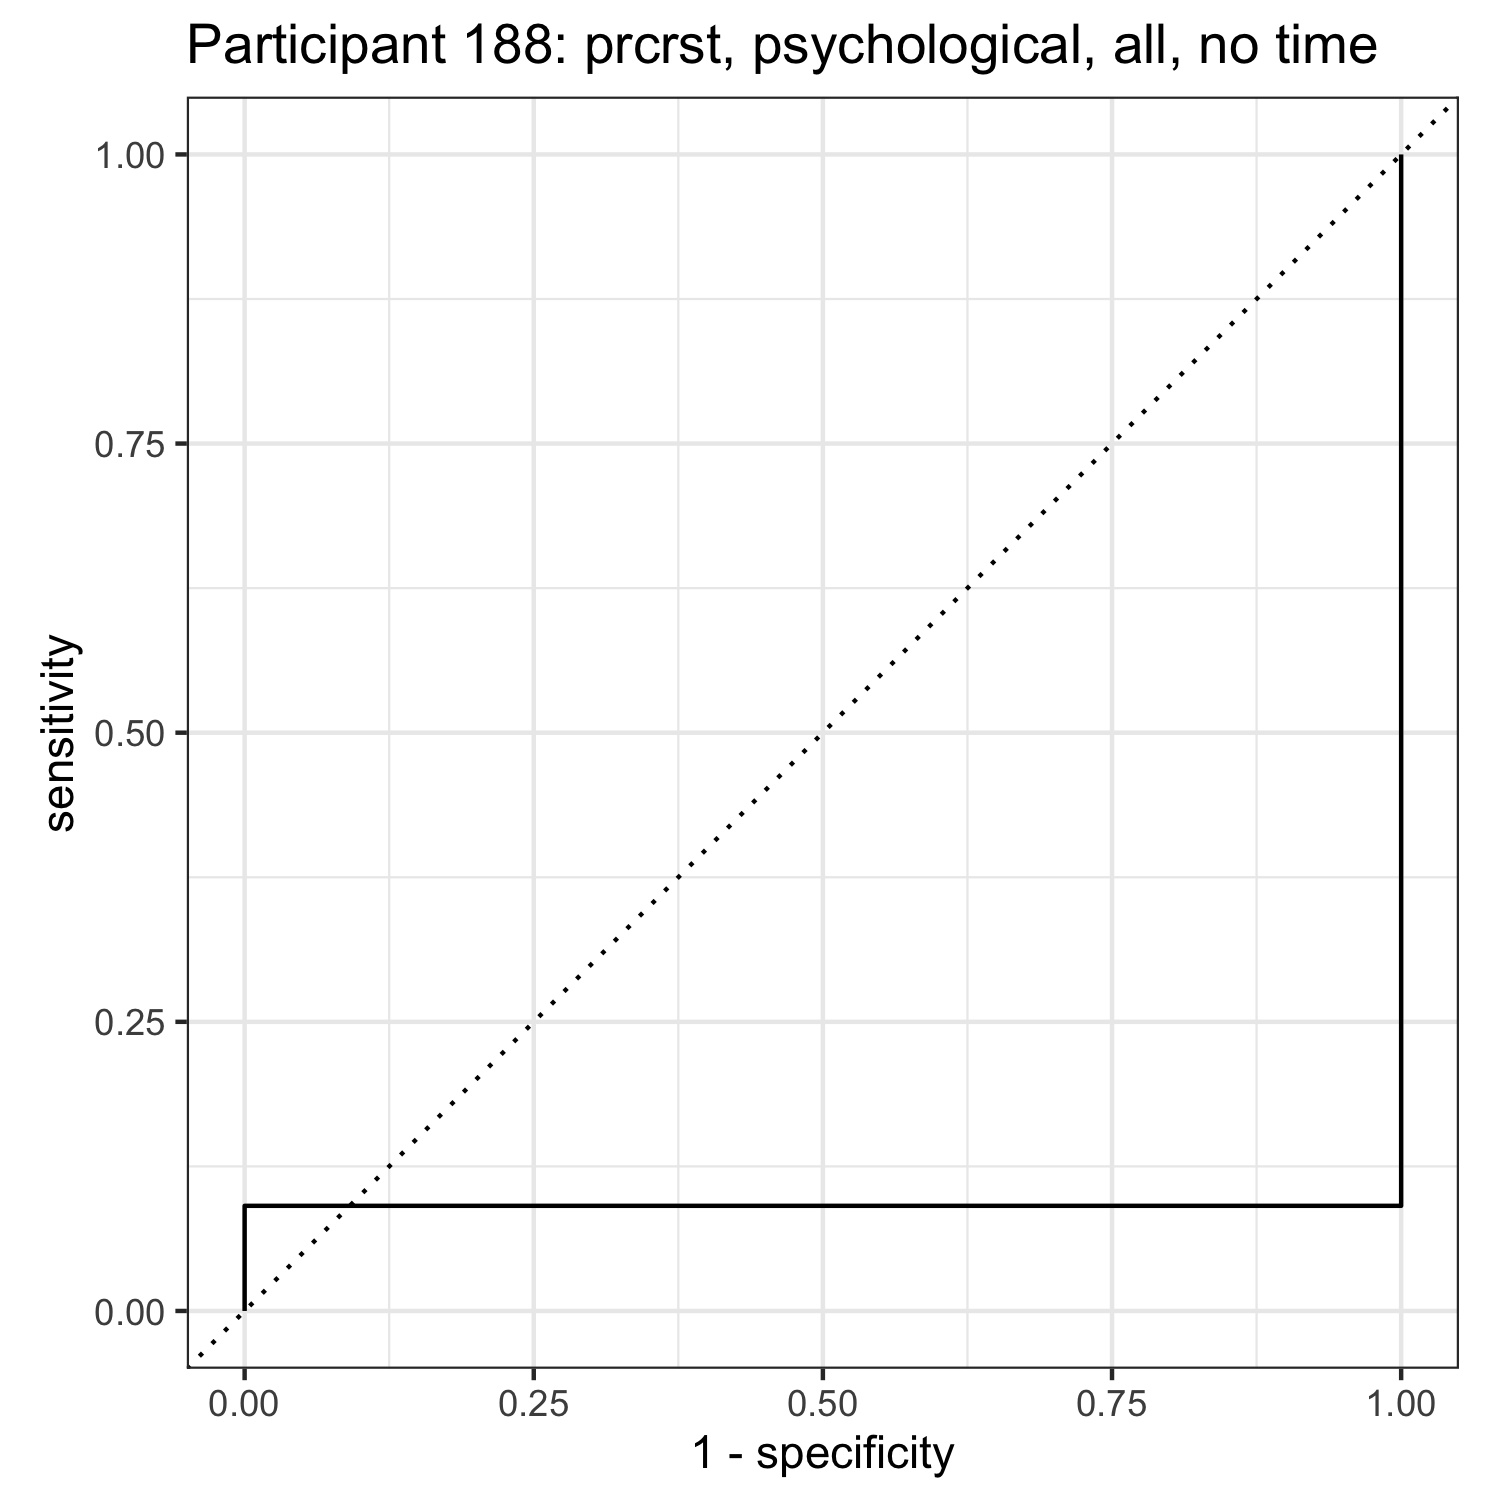 Participant 188: prcrst, psychological, all, no time
1.00
0.75
0.50
0.25
0.00
sensitivity
0.00 0.25 0.50 0.75 1.00
1 - specificity